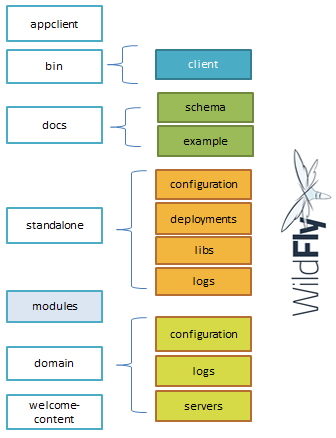 appclient
bin
client
docs
schema
example
standalone
configuration
deployments
libs
logs
modules
domain
configuration
logs
servers
welcome-
content
WildFly